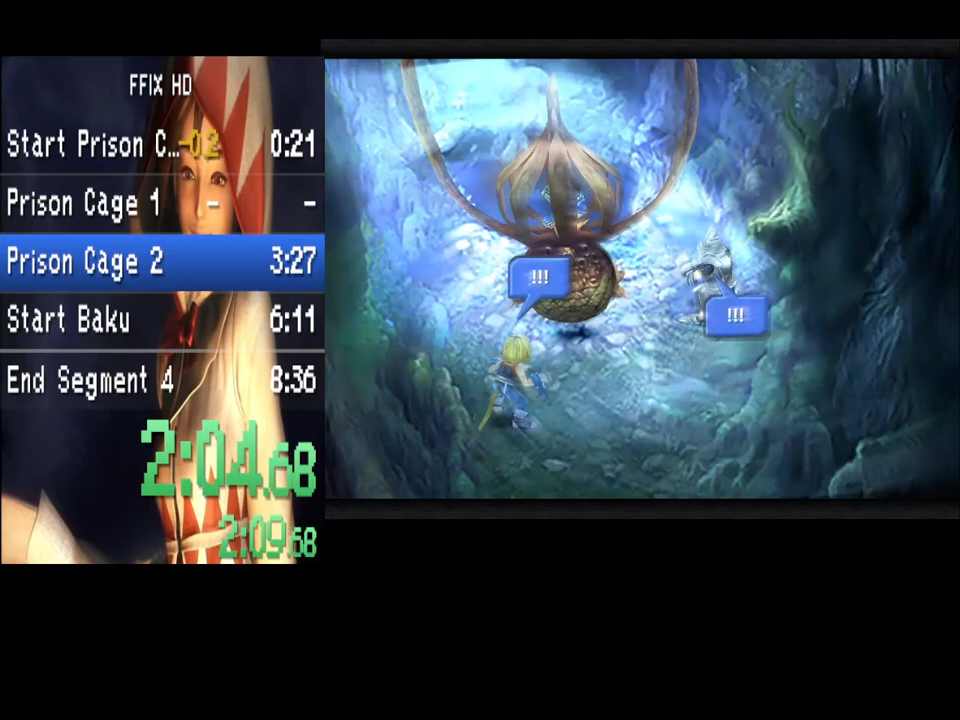 FFIX HD
Start Prison C... -0.2 0:21
Prison Cage 1 - -
Prison Cage 2 3:27
Start Baku 6:11
End Segment 4 8:36
2:04.68
2:09.68
!!!
!!!